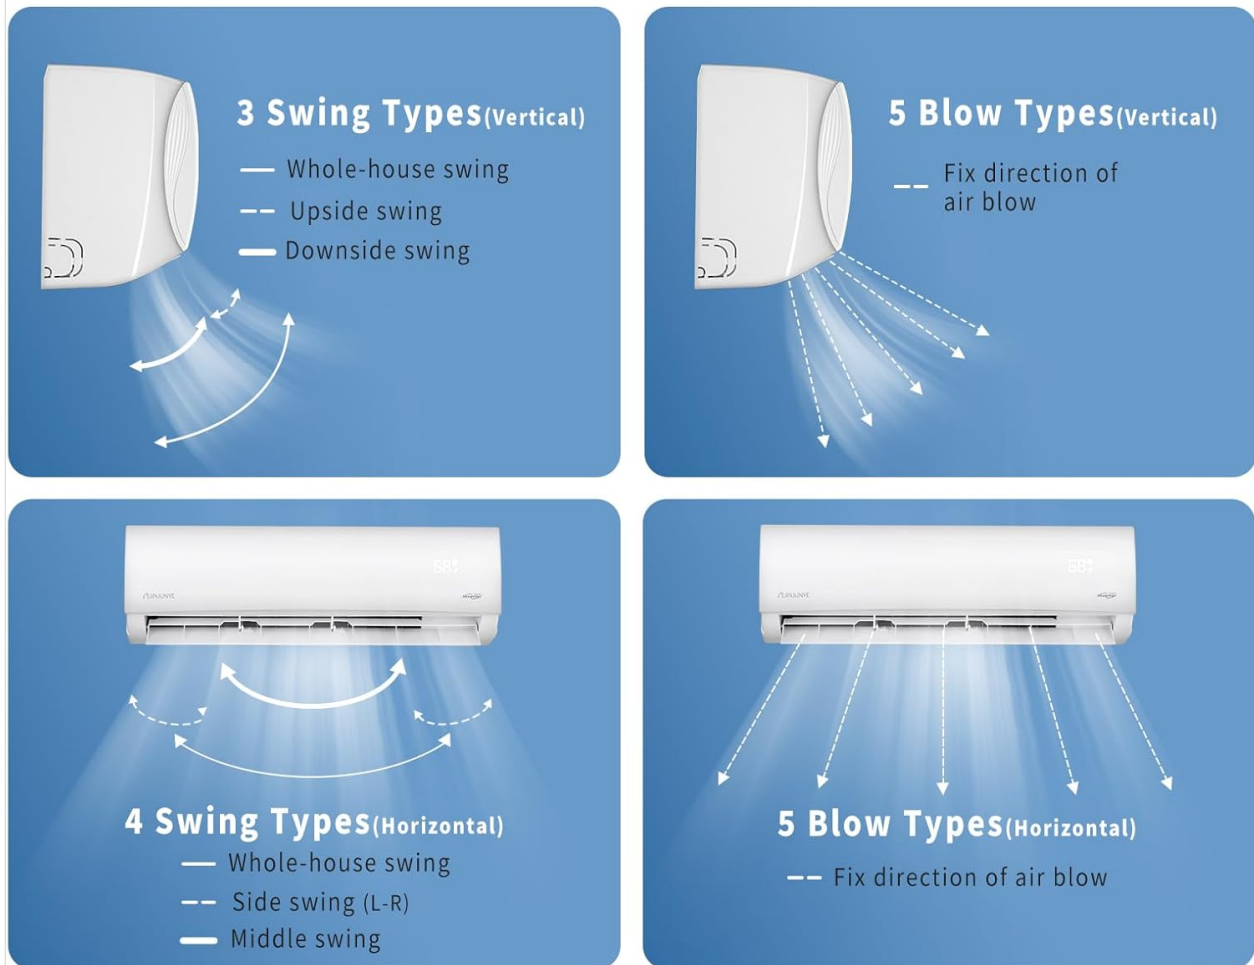 3 Swing Types(Vertical)
Whole-house swing
Upside swing
Downside swing
5 Blow Types(Vertical)
Fix direction of
air blow
4 Swing Types(Horizontal)
Whole-house swing
Side swing (L-R)
Middle swing
5 Blow Types(Horizontal)
Fix direction of air blow